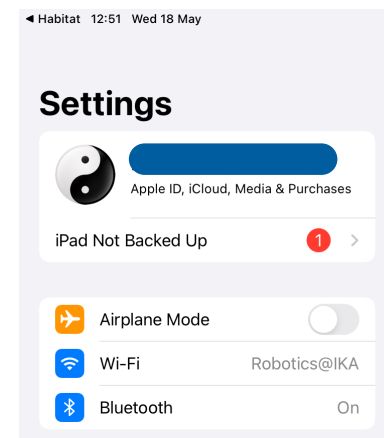 ◀ Habitat 12:51 Wed 18 May
Settings
Apple ID, iCloud, Media & Purchases
iPad Not Backed Up 1
Airplane Mode
Wi-Fi Robotics@IKA
Bluetooth On